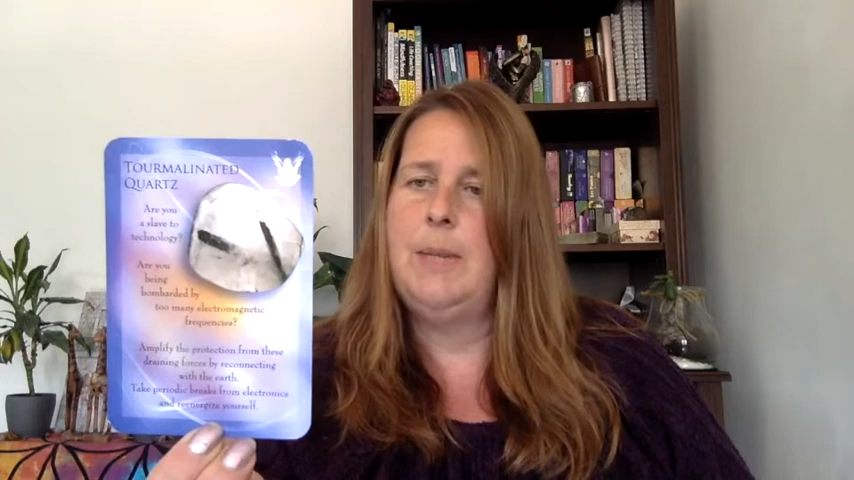 TOURMALINATED
QUARTZ
Are you
a slave to
technology?
Are you
being
bombarded by
too many electromagnetic
frequencies?
Amplify the protection from these
draining forces by reconnecting
with the earth.
Take periodic breaks from electronics
and reenergize yourself.